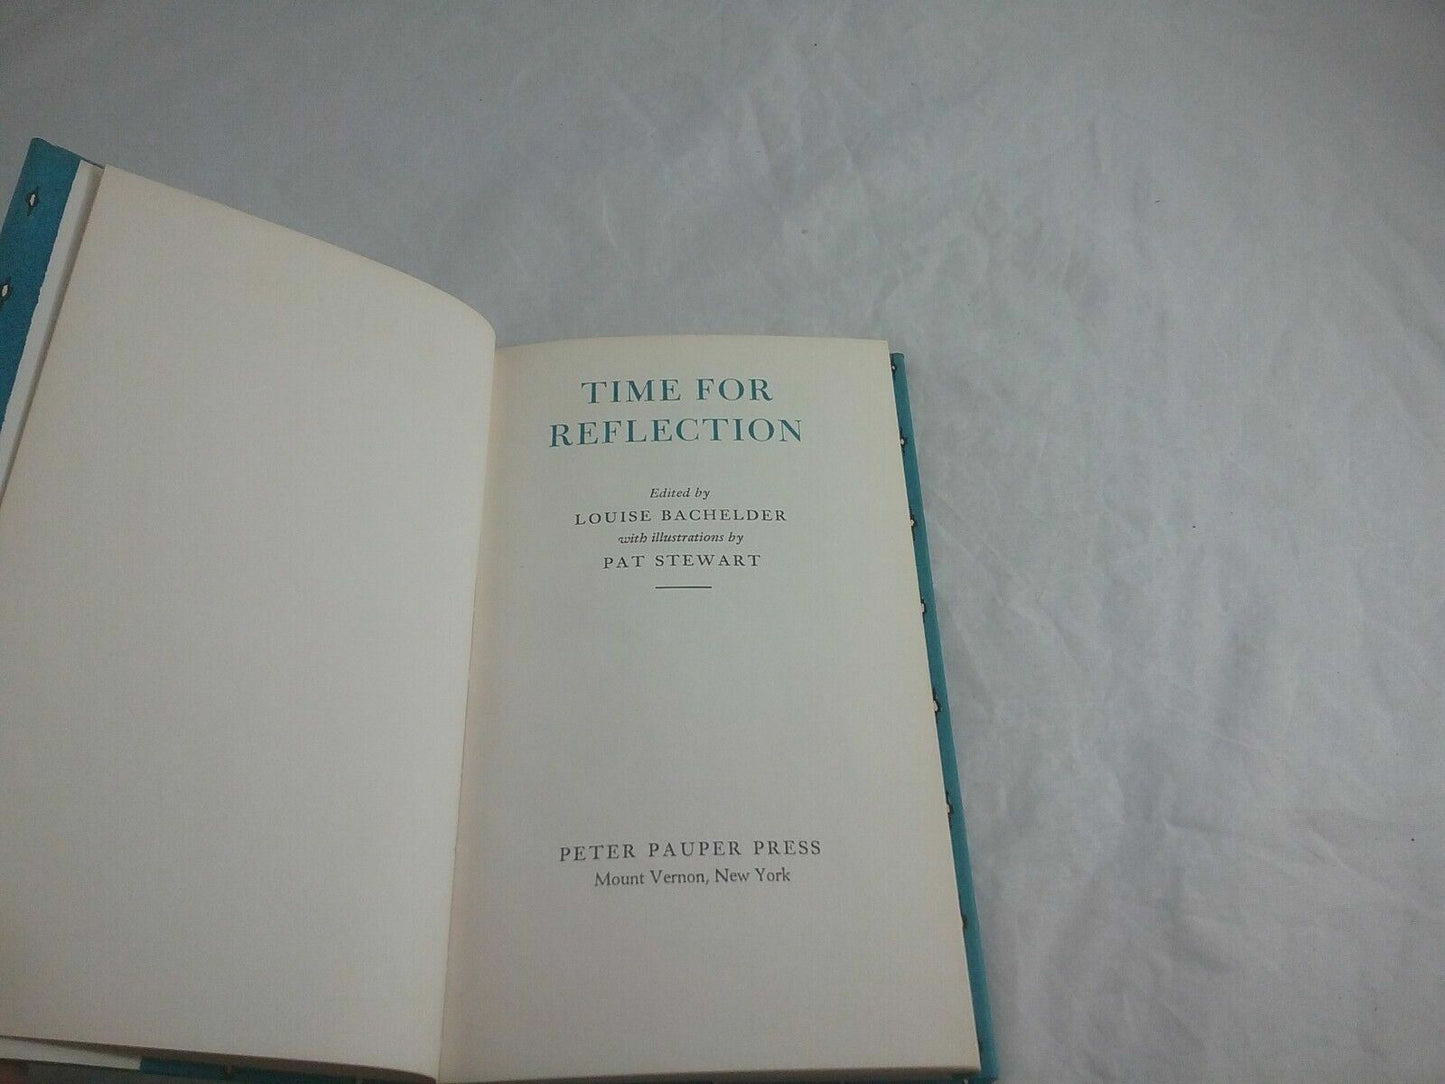 TIME FOR
REFLECTION
Edited by
LOUISE BACHELDER
with illustrations by
PAT STEWART
PETER PAUPER PRESS
Mount Vernon, New York